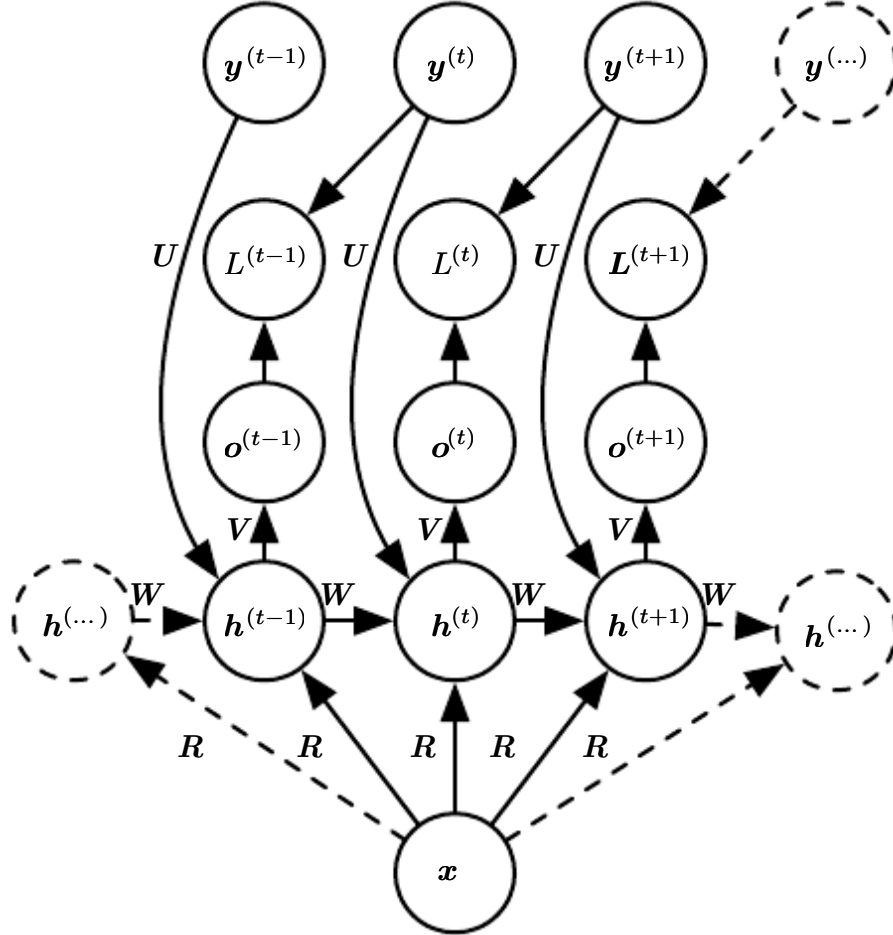 y^(t−1) y^(t) y^(t+1) y^(...)
U L^(t−1) U L^(t) U L^(t+1)
o^(t−1) o^(t) o^(t+1)
V V V
W W W W
h^(...) h^(t−1) h^(t) h^(t+1) h^(...)
R R R R R
x